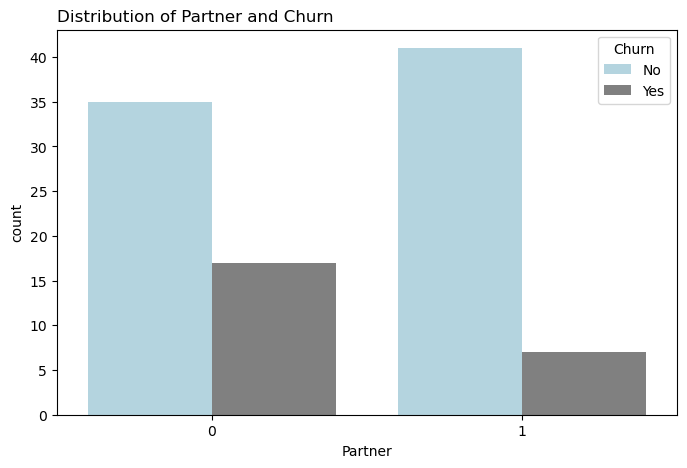 Distribution of Partner and Churn
Churn
No
Yes
40
35
30
25
20
15
10
5
0
count
0 1
Partner